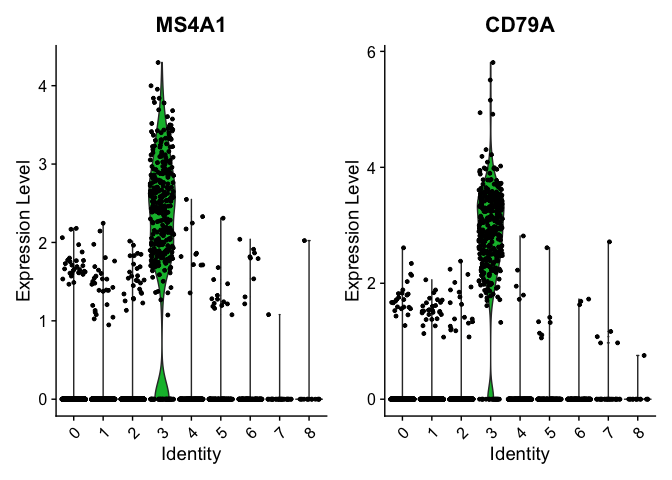 MS4A1
Expression Level
4
3
2
1
0
0 1 2 3 4 5 6 7 8
Identity
CD79A
Expression Level
6
4
2
0
0 1 2 3 4 5 6 7 8
Identity